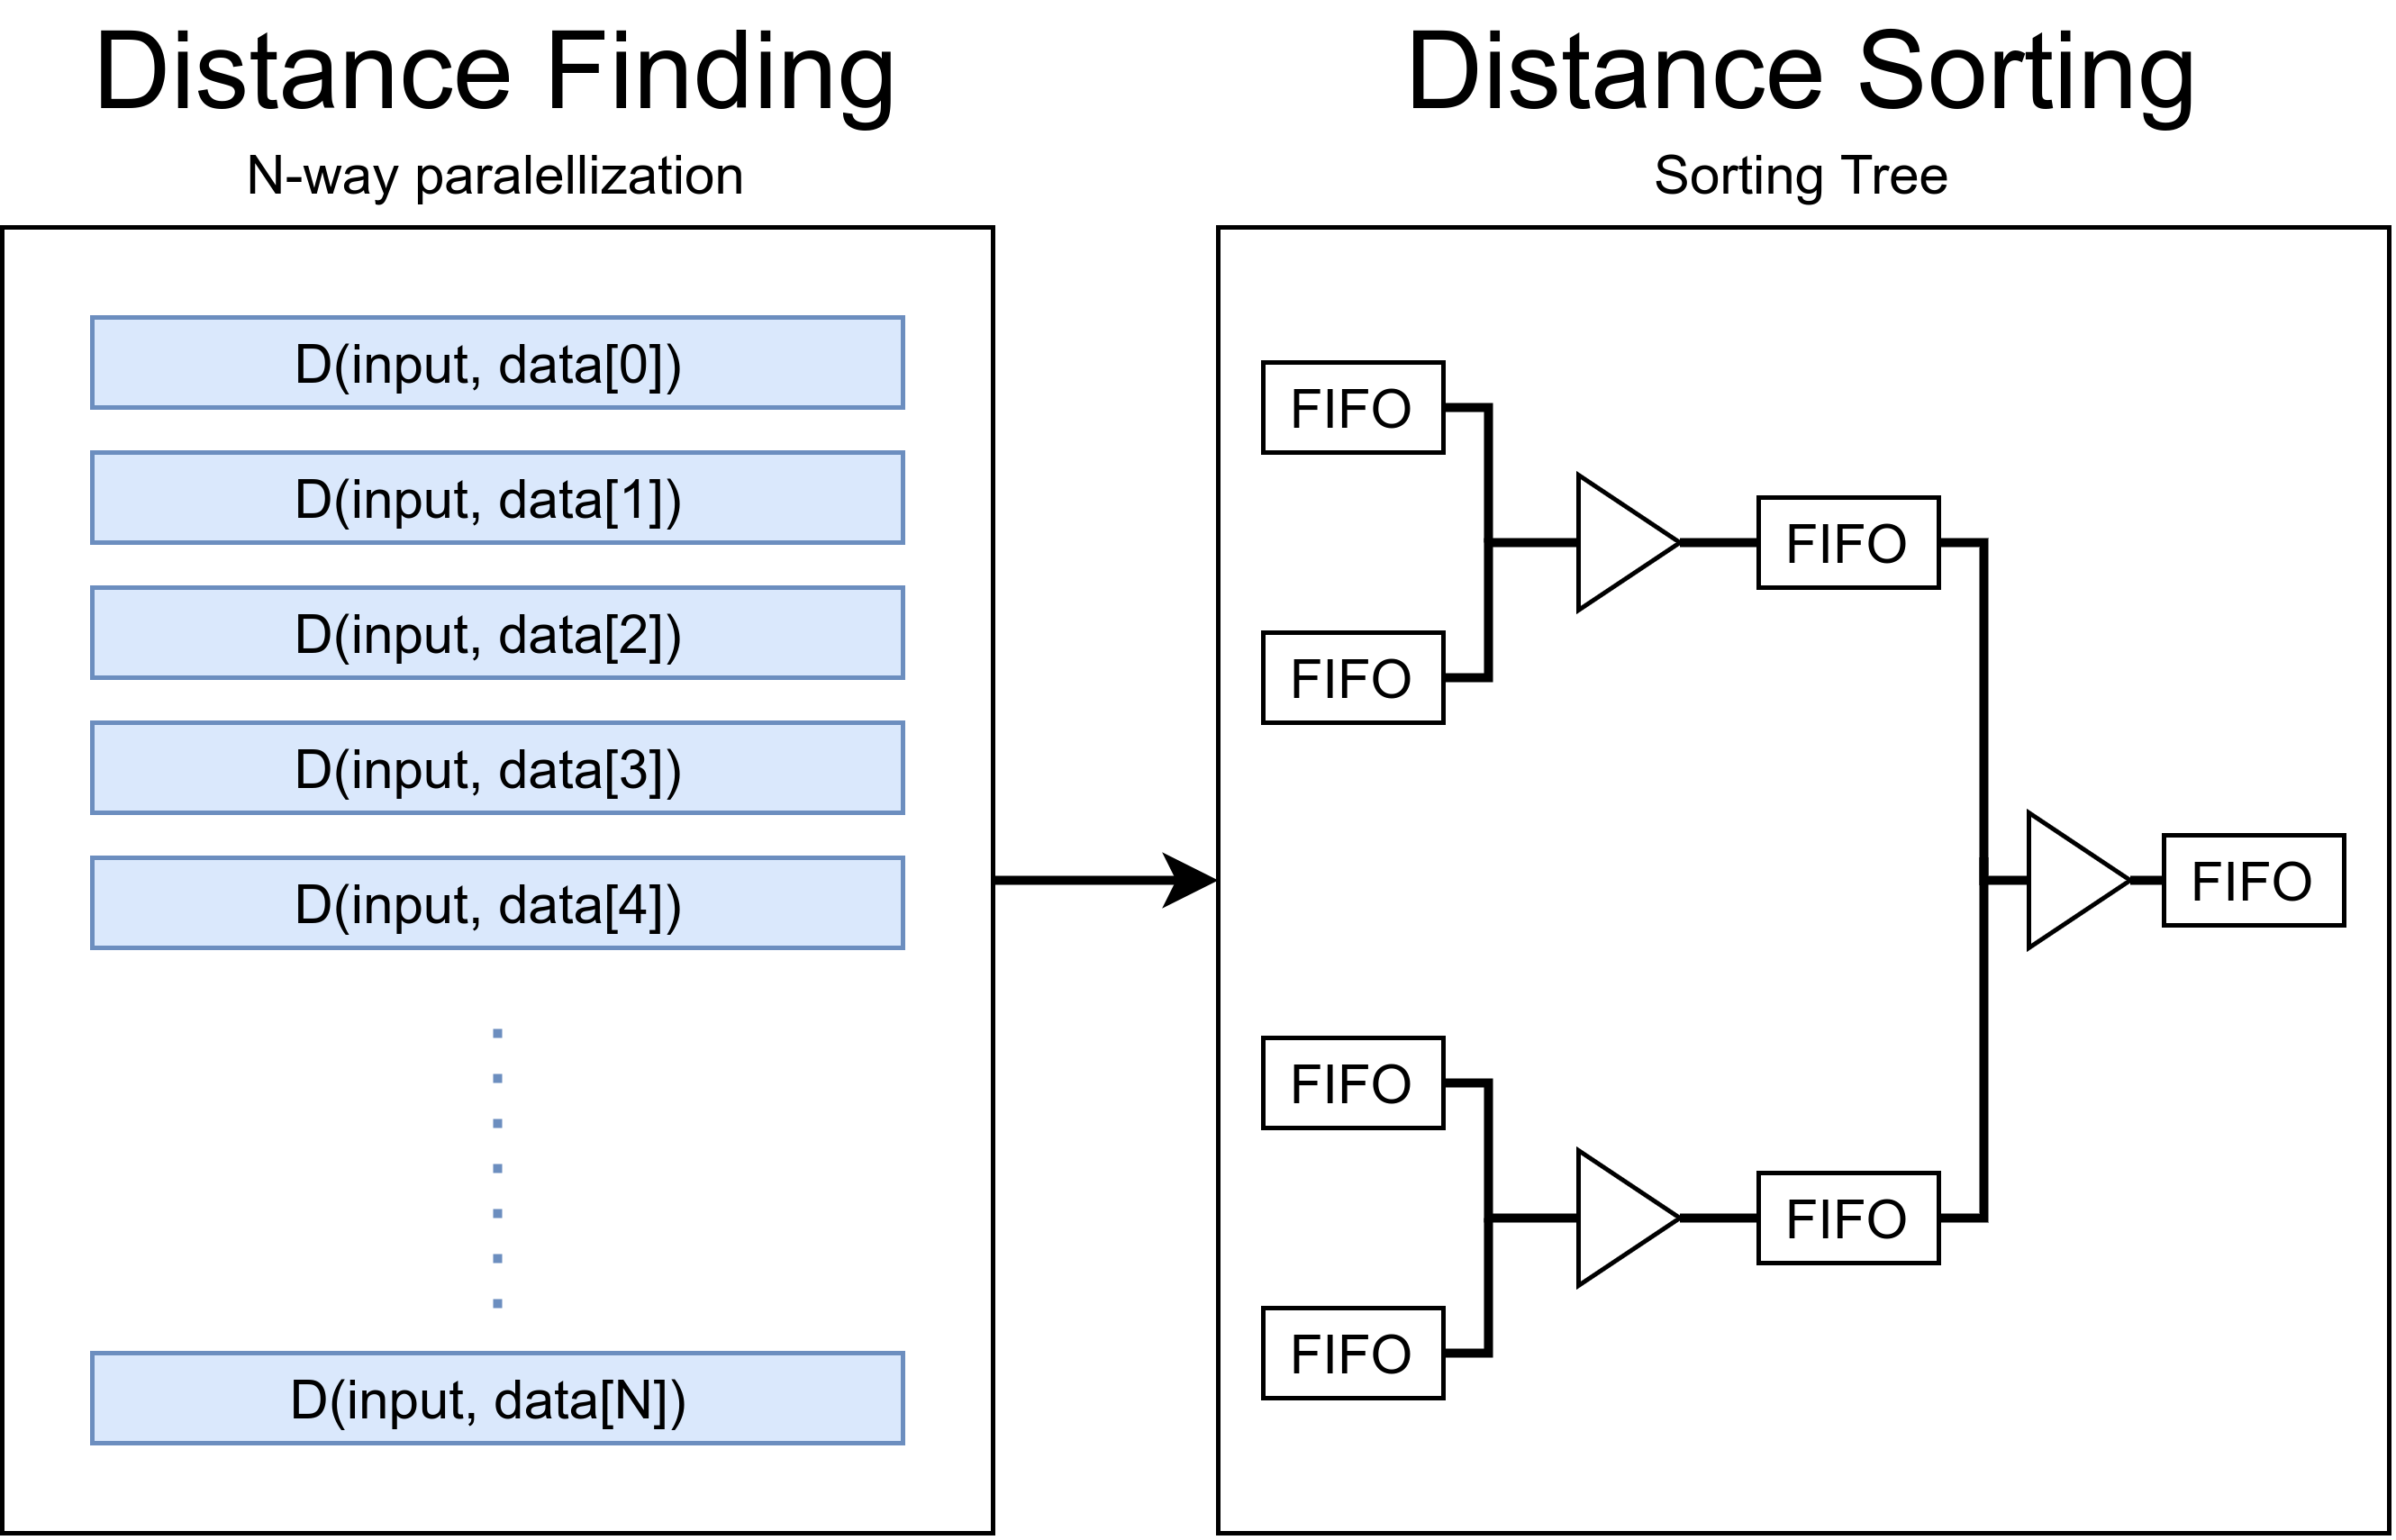 Distance Finding
N-way paralellization
D(input, data[0])
D(input, data[1])
D(input, data[2])
D(input, data[3])
D(input, data[4])
D(input, data[N])
Distance Sorting
Sorting Tree
FIFO
FIFO
FIFO
FIFO
FIFO
FIFO
FIFO